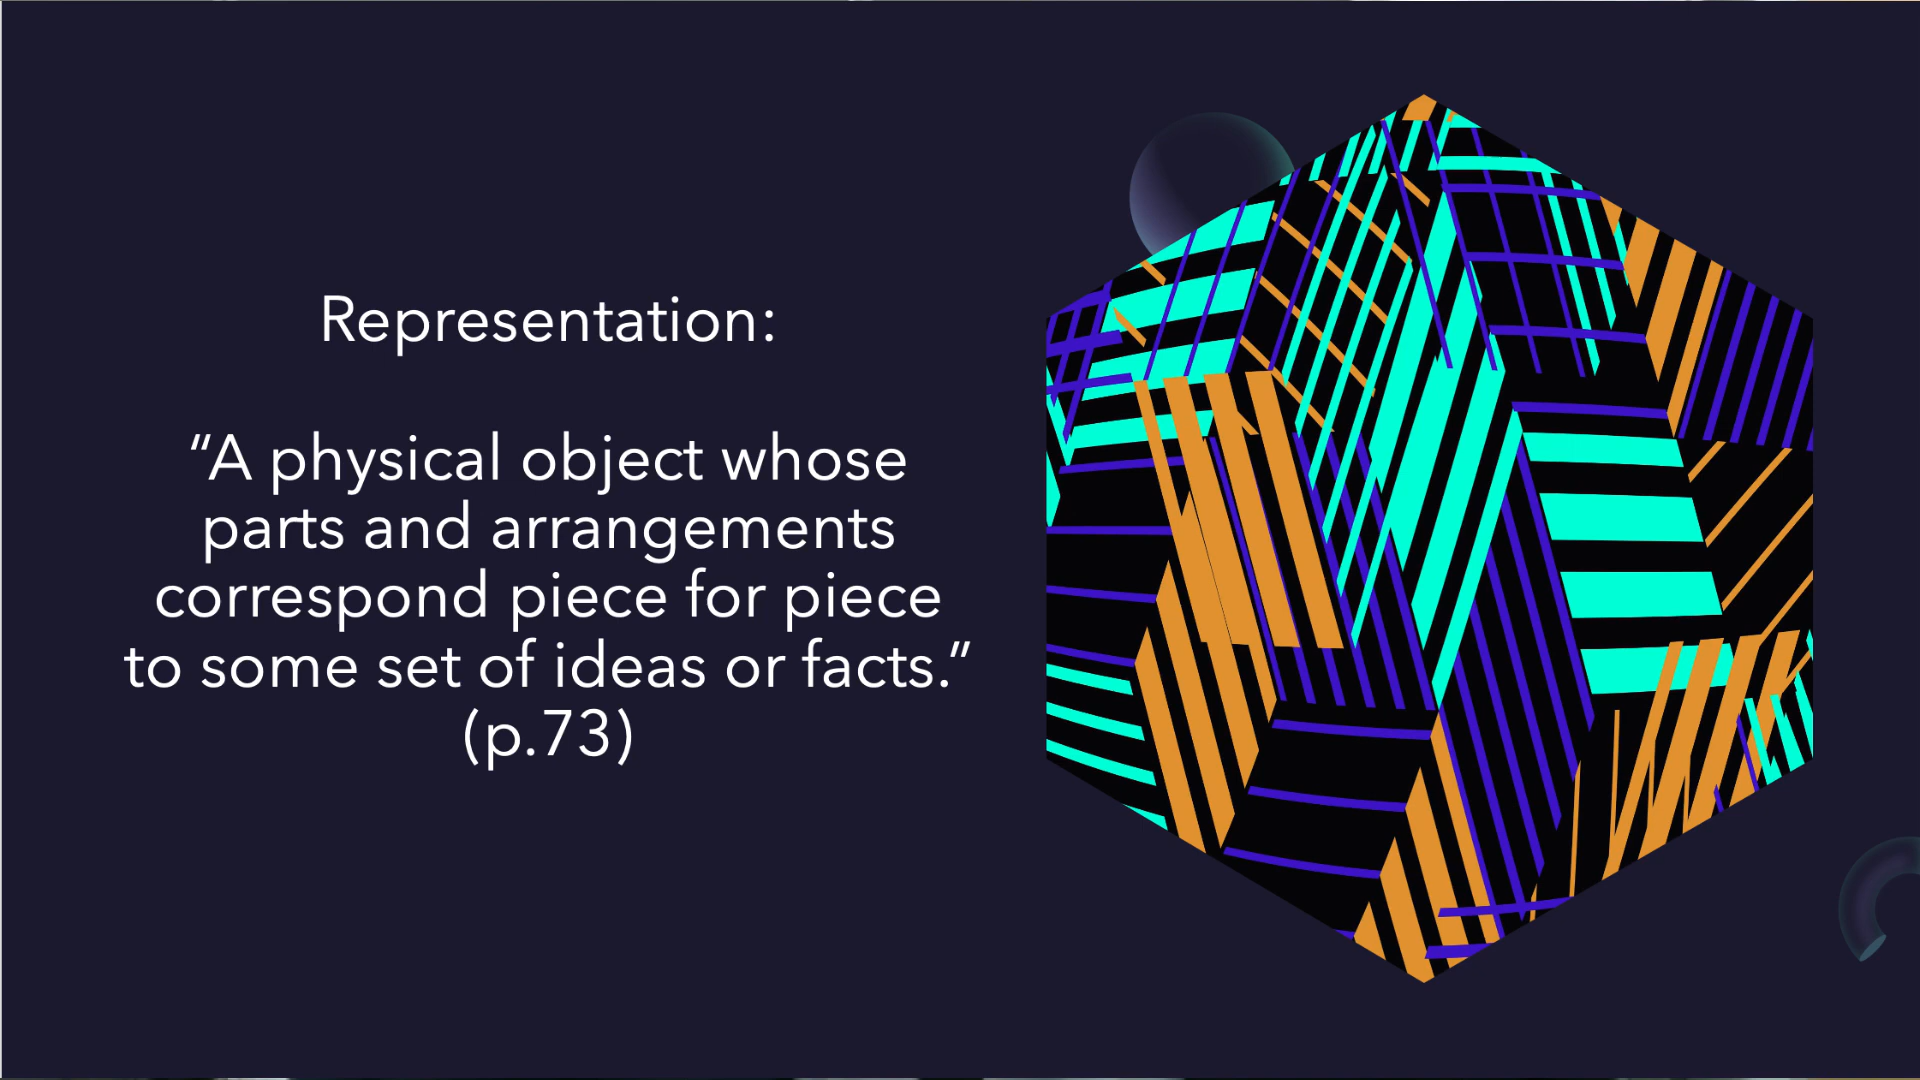 Representation:
“A physical object whose
parts and arrangements
correspond piece for piece
to some set of ideas or facts.”
(p.73)